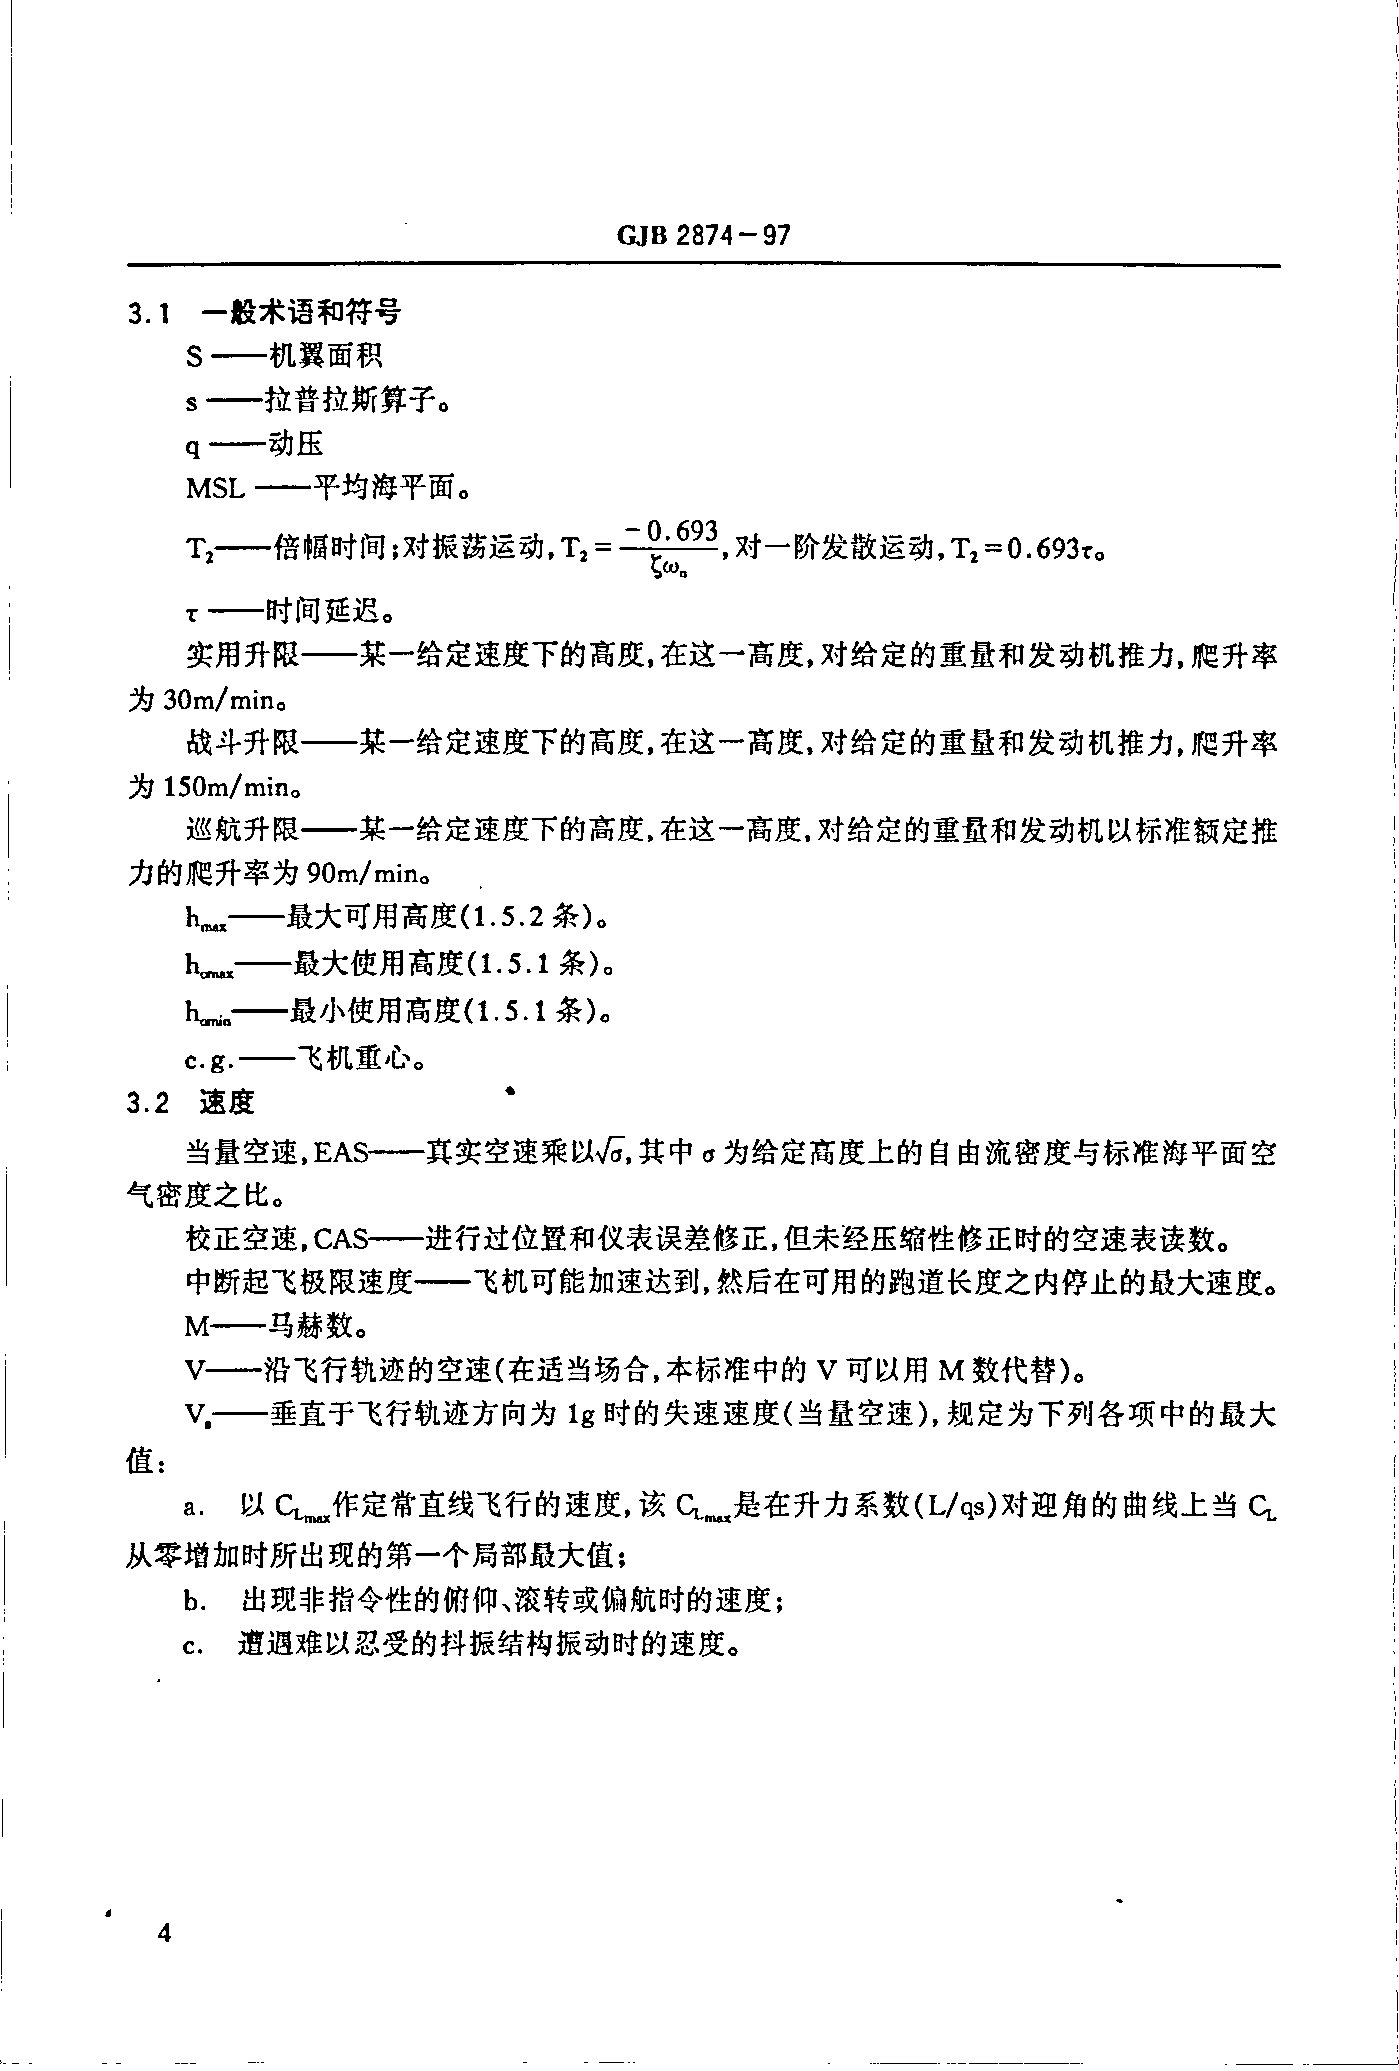 GJB 2874-97
3.1 一般术语和符号
S ——机翼面积
s ——拉普拉斯算子。
q ——动压
MSL ——平均海平面。
T₂——倍幅时间;对振荡运动,T₂=-0.693/ζωₙ,对一阶发散运动,T₂=0.693τ。
τ ——时间延迟。
实用升限——某一给定速度下的高度,在这一高度,对给定的重量和发动机推力,爬升率
为 30m/min。
战斗升限——某一给定速度下的高度,在这一高度,对给定的重量和发动机推力,爬升率
为 150m/min。
巡航升限——某一给定速度下的高度,在这一高度,对给定的重量和发动机以标准额定推
力的爬升率为 90m/min。
hmax——最大可用高度(1.5.2 条)。
homax——最大使用高度(1.5.1 条)。
homin——最小使用高度(1.5.1 条)。
c.g.——飞机重心。
3.2 速度
当量空速,EAS——真实空速乘以√σ,其中 σ 为给定高度上的自由流密度与标准海平面空
气密度之比。
校正空速,CAS——进行过位置和仪表误差修正,但未经压缩性修正时的空速表读数。
中断起飞极限速度——飞机可能加速达到,然后在可用的跑道长度之内停止的最大速度。
M——马赫数。
V——沿飞行轨迹的空速(在适当场合,本标准中的 V 可以用 M 数代替)。
Vs——垂直于飞行轨迹方向为 1g 时的失速速度(当量空速),规定为下列各项中的最大
值:
a. 以 CLmax作定常直线飞行的速度,该 CLmax是在升力系数(L/qs)对迎角的曲线上当 CL
从零增加时所出现的第一个局部最大值;
b. 出现非指令性的俯仰、滚转或偏航时的速度;
c. 遭遇难以忍受的抖振结构振动时的速度。
4